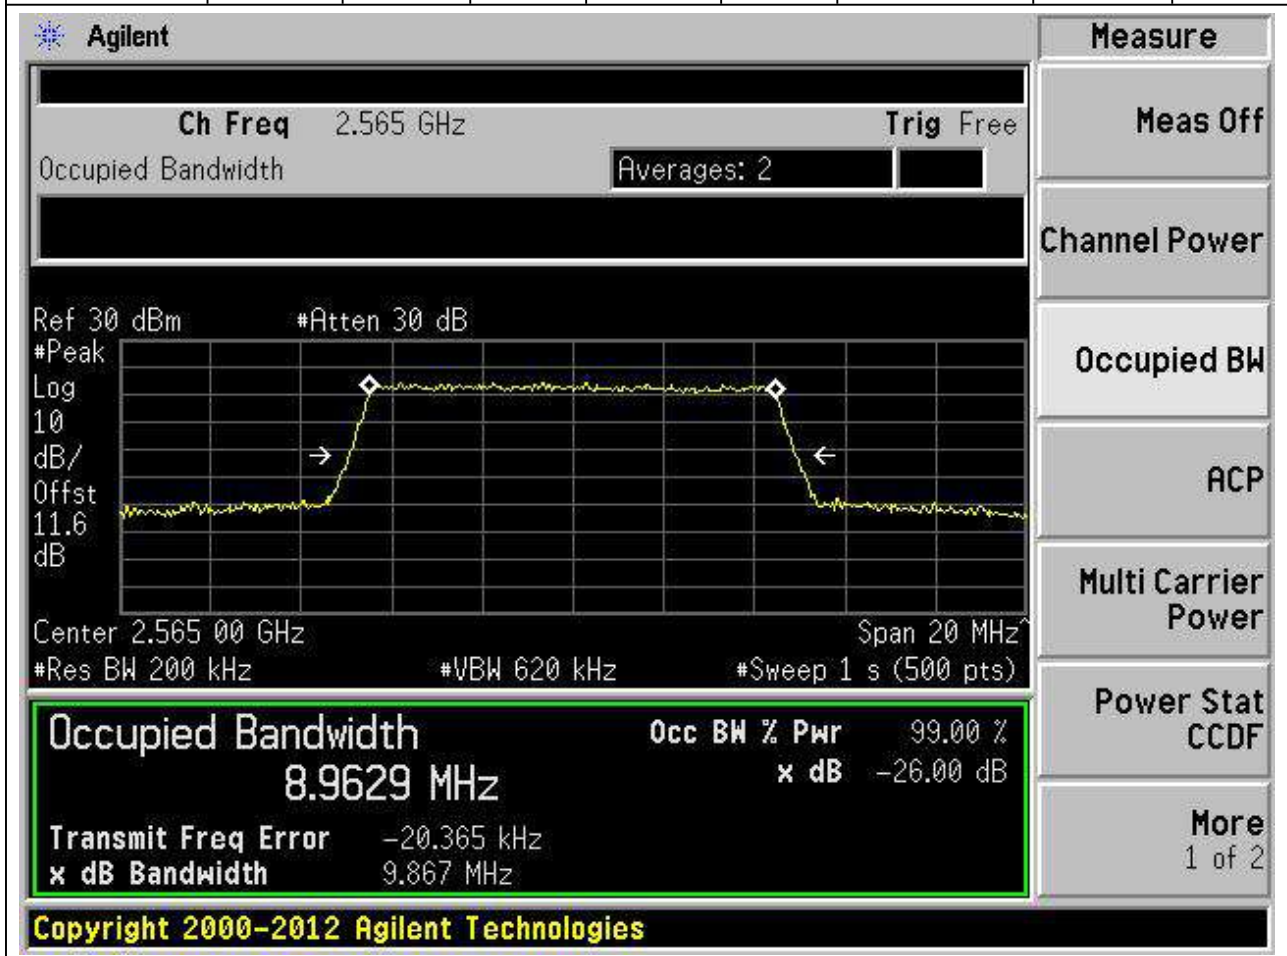 Agilent
Measure
Ch Freq 2.565 GHz Trig Free
Meas Off
Occupied Bandwidth Averages: 2
Channel Power
Ref 30 dBm #Atten 30 dB
#Peak
Log
10
dB/
Offst
11.6
dB
Occupied BW
ACP
Center 2.565 00 GHz Span 20 MHz^
#Res BW 200 kHz #VBW 620 kHz #Sweep 1 s (500 pts)
Multi Carrier
Power
Occupied Bandwidth Occ BW % Pwr 99.00 %
8.9629 MHz x dB -26.00 dB
Power Stat
CCDF
Transmit Freq Error -20.365 kHz
x dB Bandwidth 9.867 MHz
More
1 of 2
Copyright 2000-2012 Agilent Technologies